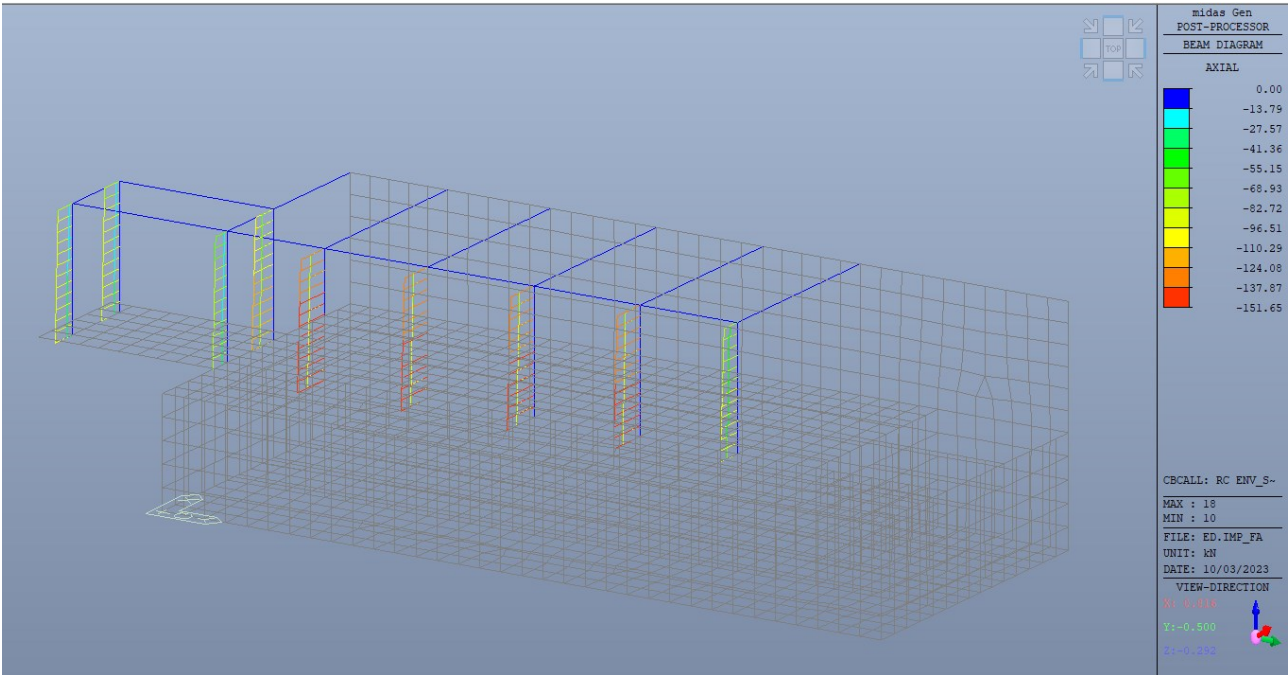 TOP
midas Gen
POST-PROCESSOR
BEAM DIAGRAM
AXIAL
0.00
-13.79
-27.57
-41.36
-55.15
-68.93
-82.72
-96.51
-110.29
-124.08
-137.87
-151.65
CBCALL: RC ENV_S~
MAX : 18
MIN : 10
FILE: ED.IMP_FA
UNIT: kN
DATE: 10/03/2023
VIEW-DIRECTION
Y:-0.500
Z:-0.292